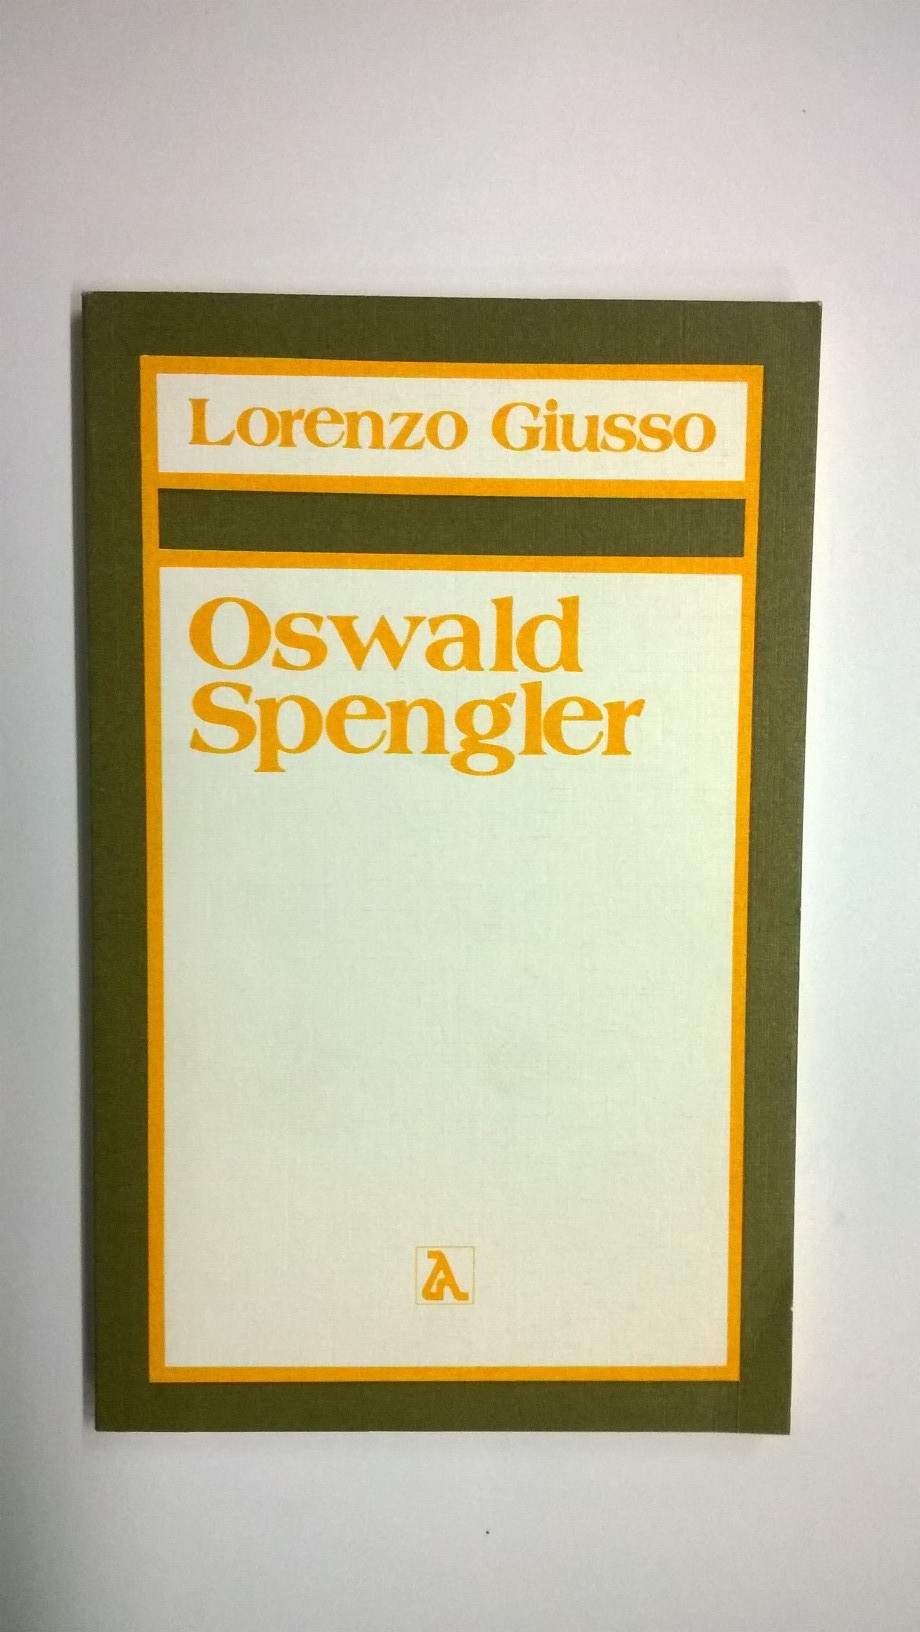 Lorenzo Giusso
Oswald
Spengler
A